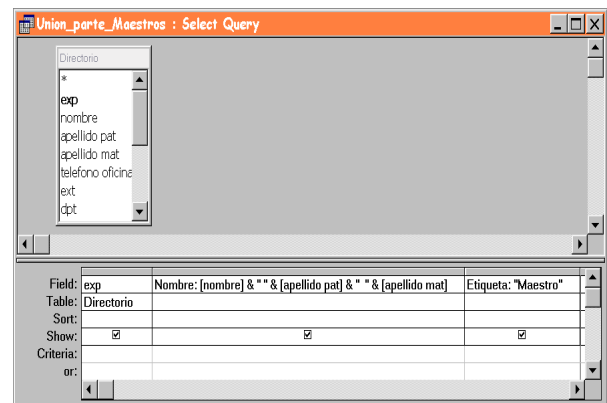 Union_parte_Maestros : Select Query
Directorio
*
exp
nombre
apellido pat
apellido mat
telefono oficina
ext
dpt
Field: exp Nombre: [nombre] & " " & [apellido pat] & " " & [apellido mat] Etiqueta: "Maestro"
Table: Directorio
Sort:
Show:
Criteria:
or: